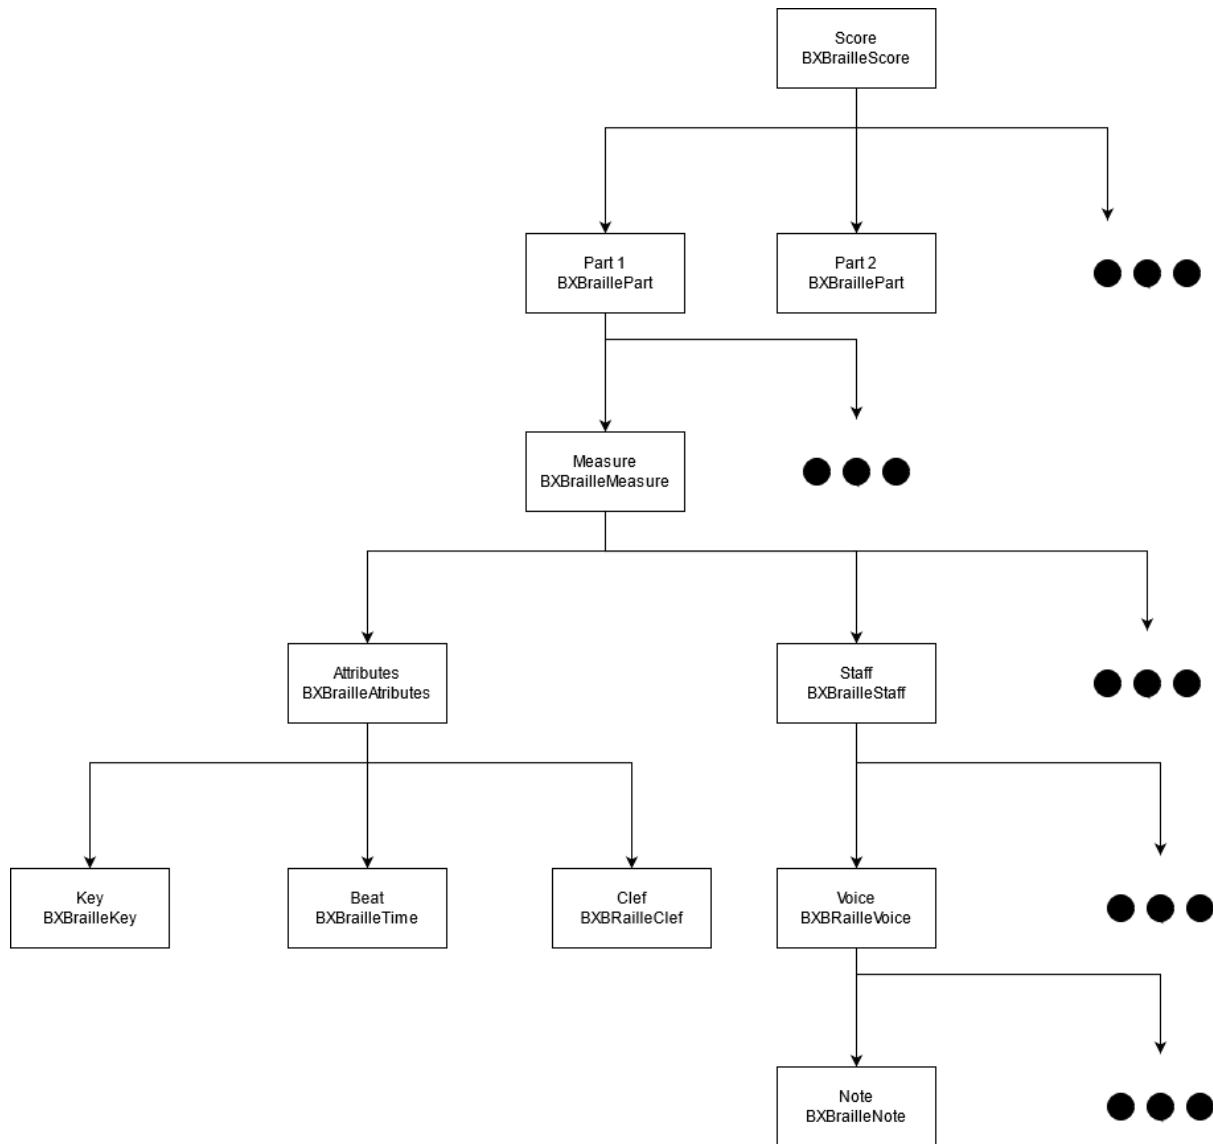 Score
BXBrailleScore
Part 1
BXBraillePart
Part 2
BXBraillePart
Measure
BXBrailleMeasure
Attributes
BXBrailleAtributes
Staff
BXBrailleStaff
Key
BXBrailleKey
Beat
BXBrailleTime
Clef
BXBRailleClef
Voice
BXBRailleVoice
Note
BXBrailleNote